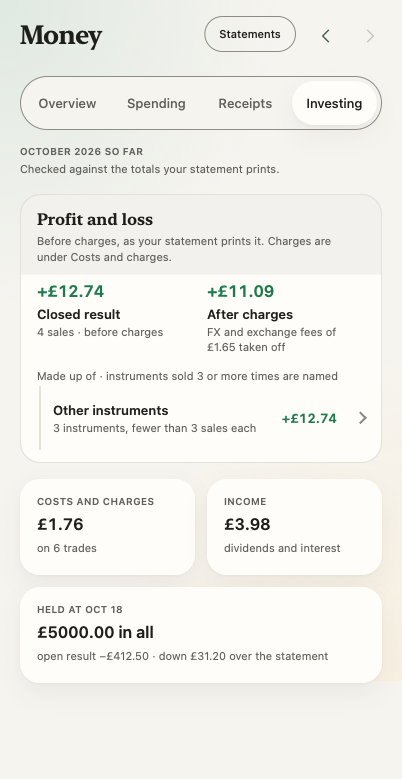 Money
Statements
Overview
Spending
Receipts
Investing
OCTOBER 2026 SO FAR
Checked against the totals your statement prints.
Profit and loss
Before charges, as your statement prints it. Charges are
under Costs and charges.
+£12.74
Closed result
4 sales · before charges
+£11.09
After charges
FX and exchange fees of
£1.65 taken off
Made up of · instruments sold 3 or more times are named
Other instruments
3 instruments, fewer than 3 sales each
+£12.74
COSTS AND CHARGES
£1.76
on 6 trades
INCOME
£3.98
dividends and interest
HELD AT OCT 18
£5000.00 in all
open result −£412.50 · down £31.20 over the statement